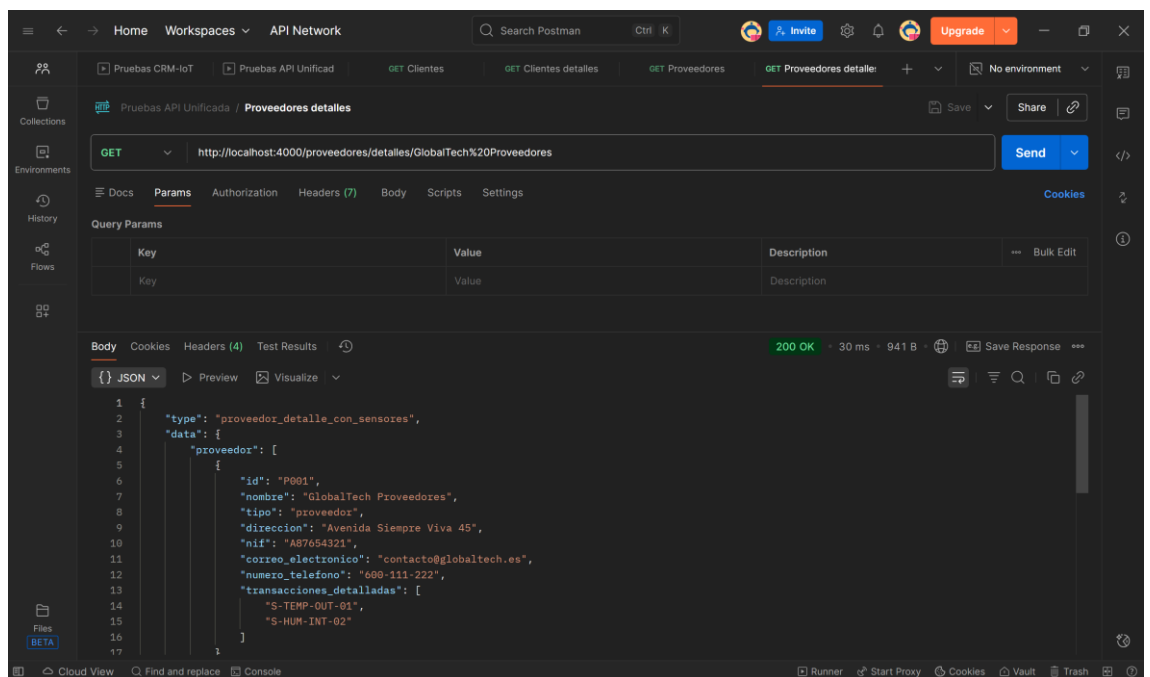 Home Workspaces API Network Search Postman Ctrl K Invite Upgrade
Pruebas CRM-IoT Pruebas API Unificad GET Clientes GET Clientes detalles GET Proveedores GET Proveedores detalle: No environment
Collections
Environments
History
Flows
Files
BETA
HTTP Pruebas API Unificada / Proveedores detalles Save Share
GET http://localhost:4000/proveedores/detalles/GlobalTech%20Proveedores Send
Docs Params Authorization Headers (7) Body Scripts Settings Cookies
Query Params
Key Value Description Bulk Edit
Key Value Description
Body Cookies Headers (4) Test Results 200 OK 30 ms 941 B e.g. Save Response
{} JSON Preview Visualize
1 {
2 "type": "proveedor_detalle_con_sensores",
3 "data": {
4 "proveedor": [
5 {
6 "id": "P001",
7 "nombre": "GlobalTech Proveedores",
8 "tipo": "proveedor",
9 "direccion": "Avenida Siempre Viva 45",
10 "nif": "A87654321",
11 "correo_electronico": "contacto@globaltech.es",
12 "numero_telefono": "600-111-222",
13 "transacciones_detalladas": [
14 "S-TEMP-OUT-01",
15 "S-HUM-INT-02"
16 ]
17 }
Cloud View Find and replace Console Runner Start Proxy Cookies Vault Trash